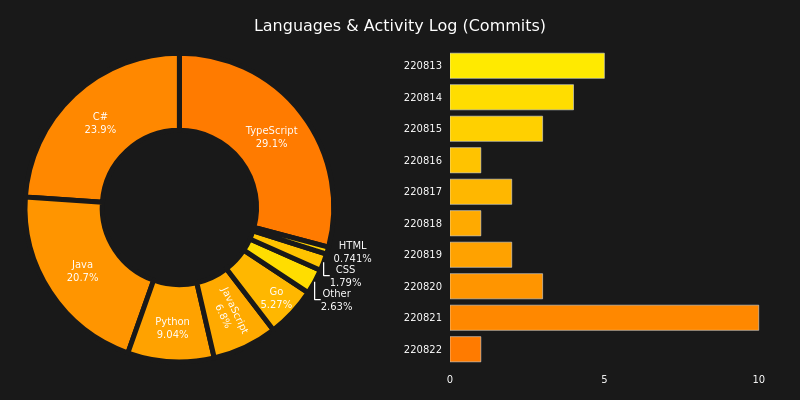 Languages & Activity Log (Commits)
C#
23.9%
TypeScript
29.1%
Java
20.7%
Python
9.04%
JavaScript
6.8%
Go
5.27%
HTML
0.741%
CSS
1.79%
Other
2.63%
220813
220814
220815
220816
220817
220818
220819
220820
220821
220822
0 5 10